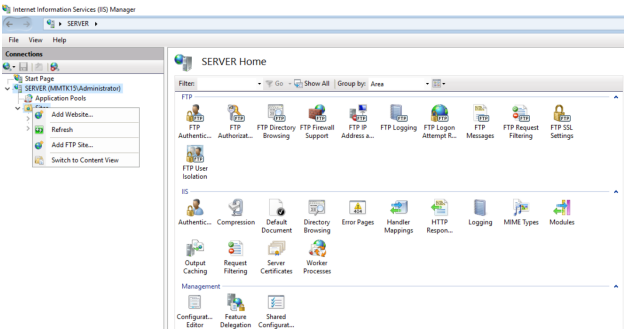 Internet Information Services (IIS) Manager
SERVER
File View Help
Connections
Start Page
SERVER (MMTK15\Administrator)
Application Pools
Sites
Add Website...
Refresh
Add FTP Site...
Switch to Content View
SERVER Home
Filter: Go Show All Group by: Area
FTP
FTP Authentic... FTP Authorizat... FTP Directory Browsing FTP Firewall Support FTP IP Address a... FTP Logging FTP Logon Attempt R... FTP Messages FTP Request Filtering FTP SSL Settings
FTP User Isolation
IIS
Authentic... Compression Default Document Directory Browsing Error Pages Handler Mappings HTTP Respon... Logging MIME Types Modules
Output Caching Request Filtering Server Certificates Worker Processes
Management
Configurat... Editor Feature Delegation Shared Configurat...